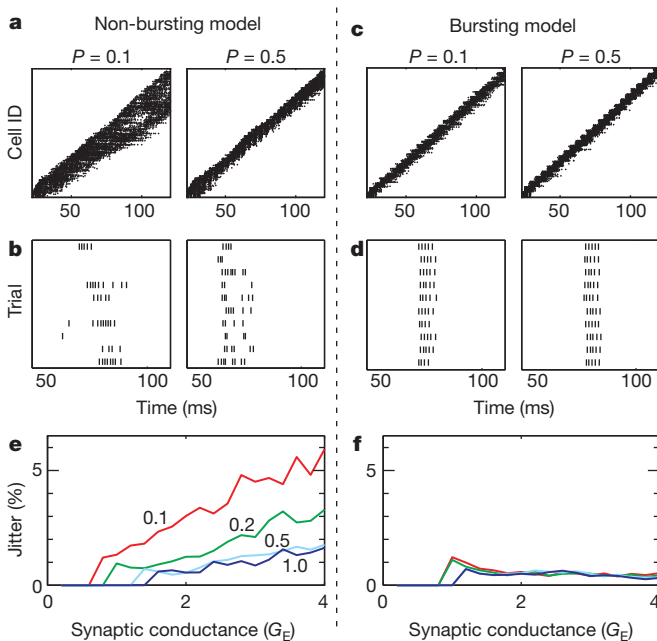 a Non-bursting model c Bursting model
P = 0.1 P = 0.5 P = 0.1 P = 0.5
Cell ID
50 100 50 100 50 100 50 100
b d
Trial
50 100 50 100 50 100 50 100
Time (ms) Time (ms)
e f
Jitter (%)
5 5
0.1
0.2
0.5
1.0
0 0
0 2 4 0 2 4
Synaptic conductance (GE) Synaptic conductance (GE)